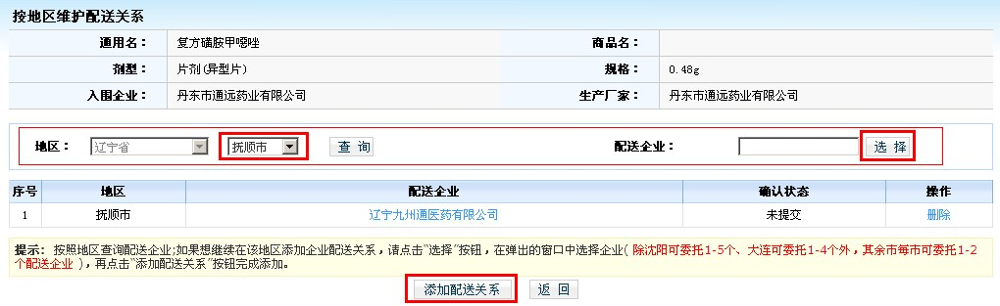 按地区维护配送关系
通用名： 复方磺胺甲噁唑 商品名：
剂型： 片剂(异型片) 规格： 0.48g
入围企业： 丹东市通远药业有限公司 生产厂家： 丹东市通远药业有限公司
地区： 辽宁省 抚顺市 查 询 配送企业： 选 择
序号 地区 配送企业 确认状态 操作
1 抚顺市 辽宁九州通医药有限公司 未提交 删除
提示： 按照地区查询配送企业;如果想继续在该地区添加企业配送关系，请点击“选择”按钮，在弹出的窗口中选择企业( 除沈阳可委托1-5个、大连可委托1-4个外，其余市每市可委托1-2
个配送企业 )，再点击“添加配送关系”按钮完成添加。
添加配送关系 返 回